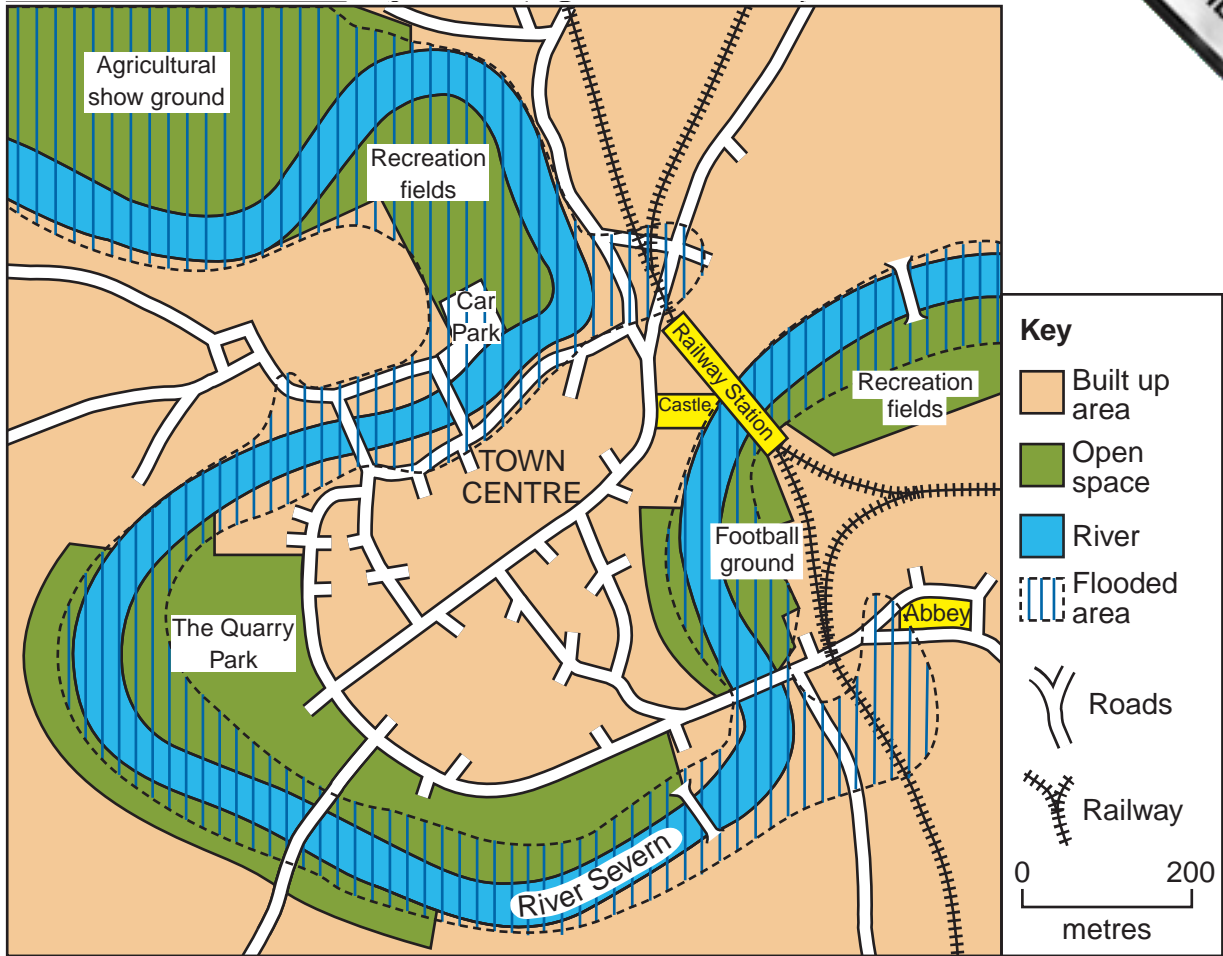 Agricultural
show ground
Recreation
fields
Car
Park
Railway Station
Castle
Recreation
fields
TOWN
CENTRE
Football
ground
Abbey
The Quarry
Park
River Severn
Key
Built up
area
Open
space
River
Flooded
area
Roads
Railway
0 200
metres